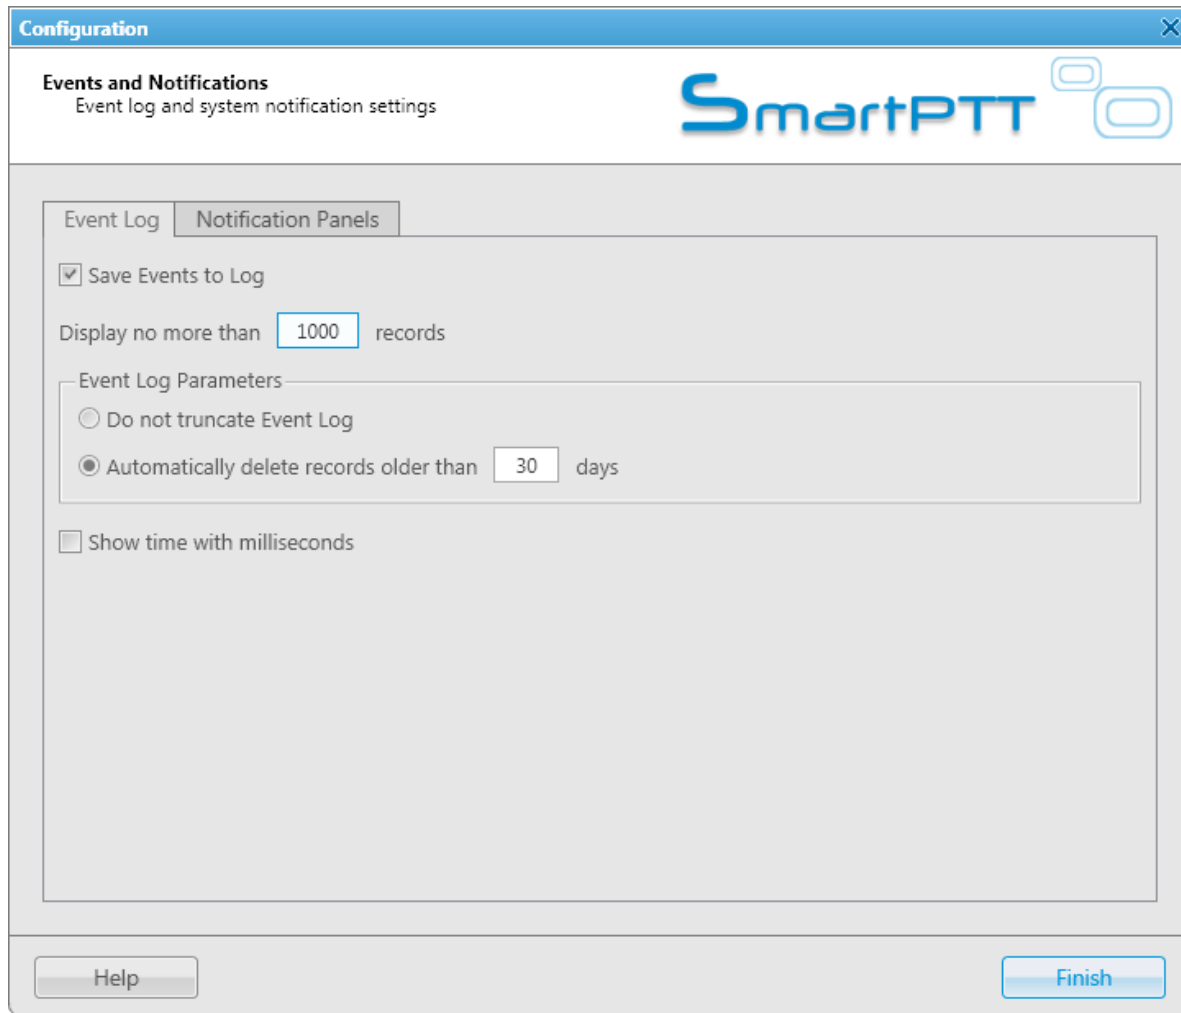 Configuration
Events and Notifications
Event log and system notification settings
SmartPTT
Event Log
Notification Panels
Save Events to Log
Display no more than 1000 records
Event Log Parameters
Do not truncate Event Log
Automatically delete records older than 30 days
Show time with milliseconds
Help
Finish